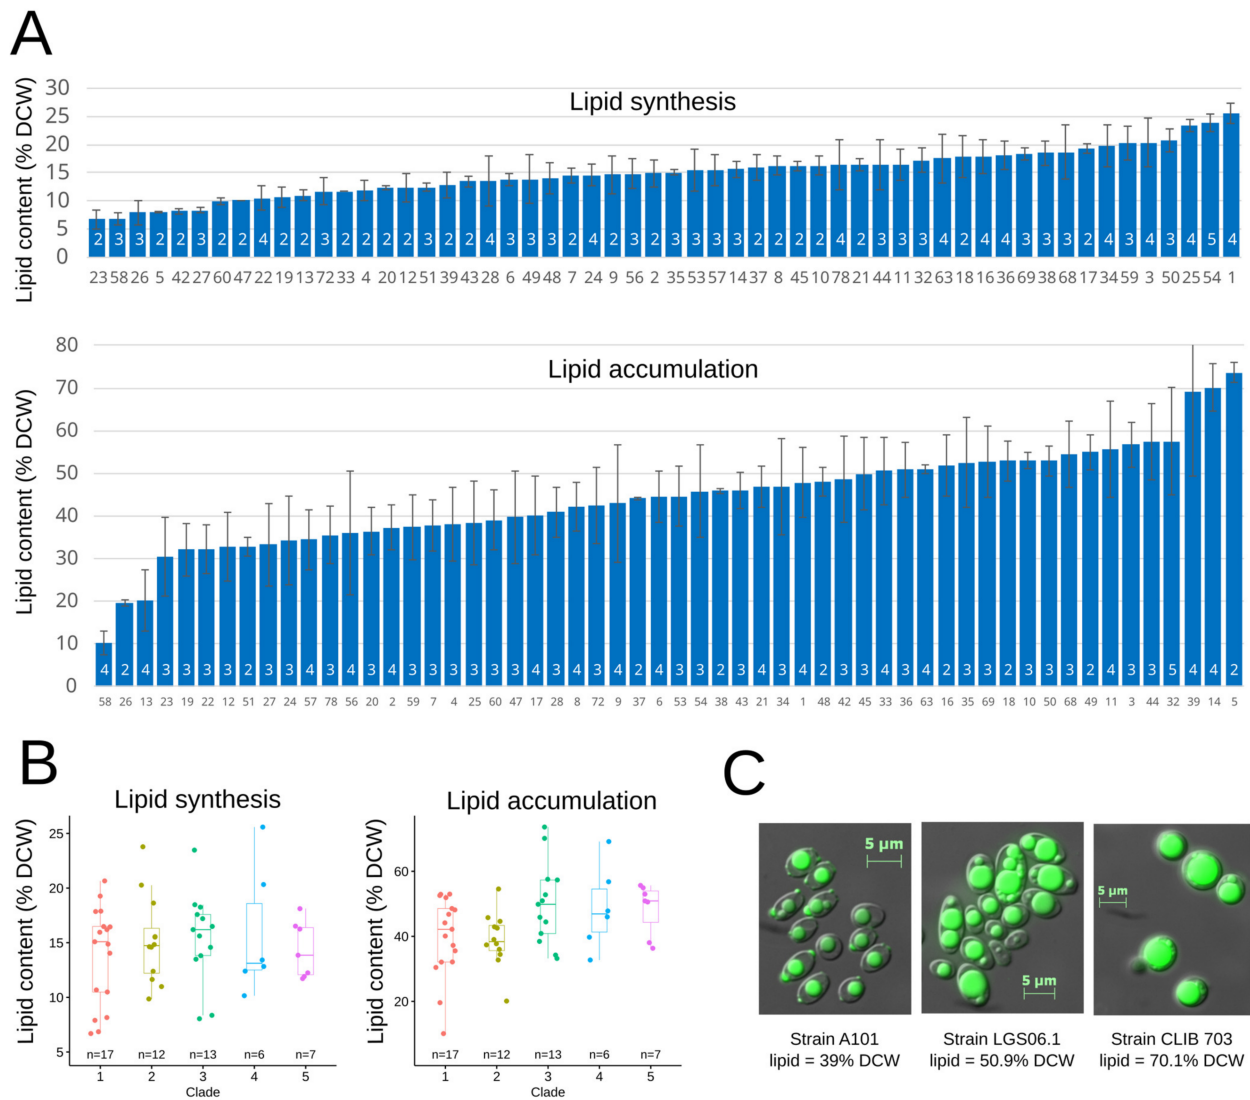 A
Lipid synthesis
Lipid content (% DCW)
30
25
20
15
10
5
0
2 3 3 2 2 3 2 2 4 2 2 3 2 2 2 2 3 2 2 4 3 3 3 2 4 2 3 2 3 3 3 2 2 2 2 2 4 2 3 3 3 4 2 4 2 3 3 3 2 4 3 4 3 4 5 4
23 58 26 5 42 27 60 47 22 19 13 72 33 4 20 12 51 39 43 28 6 49 48 7 24 9 56 2 35 53 57 14 37 8 45 10 78 21 44 11 32 63 18 16 36 69 38 68 17 34 59 3 50 25 54 1
Lipid accumulation
Lipid content (% DCW)
80
70
60
50
40
30
20
10
0
4 2 4 3 3 3 3 2 3 3 4 3 4 3 4 3 3 4 3 3 3 4 3 4 3 4 2 4 3 3 2 3 4 3 4 2 3 3 4 3 4 3 3 3 2 3 3 3 2 4 3 3 5 4 4 2
58 26 13 23 19 22 12 51 27 24 57 78 56 20 2 59 7 4 25 60 47 17 28 8 72 9 37 6 53 54 38 43 21 34 1 48 42 45 33 36 63 16 35 69 18 10 50 68 49 11 3 44 32 39 14 5
B
Lipid synthesis
Lipid content (% DCW)
25
20
15
10
5
n=17 n=12 n=13 n=6 n=7
1 2 3 4 5
Clade
Lipid accumulation
Lipid content (% DCW)
60
40
20
n=17 n=12 n=13 n=6 n=7
1 2 3 4 5
Clade
C
5 µm
5 µm
5 µm
Strain A101
lipid = 39% DCW
Strain LGS06.1
lipid = 50.9% DCW
Strain CLIB 703
lipid = 70.1% DCW